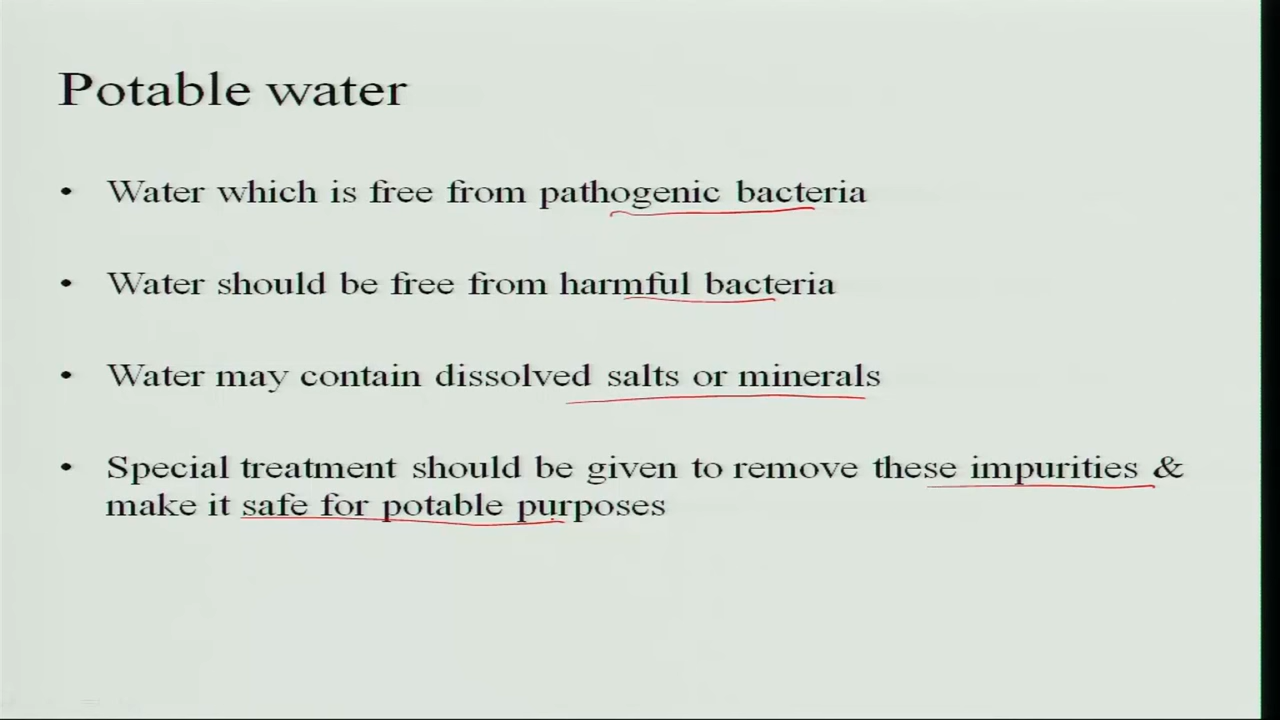 Potable water
• Water which is free from pathogenic bacteria
• Water should be free from harmful bacteria
• Water may contain dissolved salts or minerals
• Special treatment should be given to remove these impurities &
make it safe for potable purposes